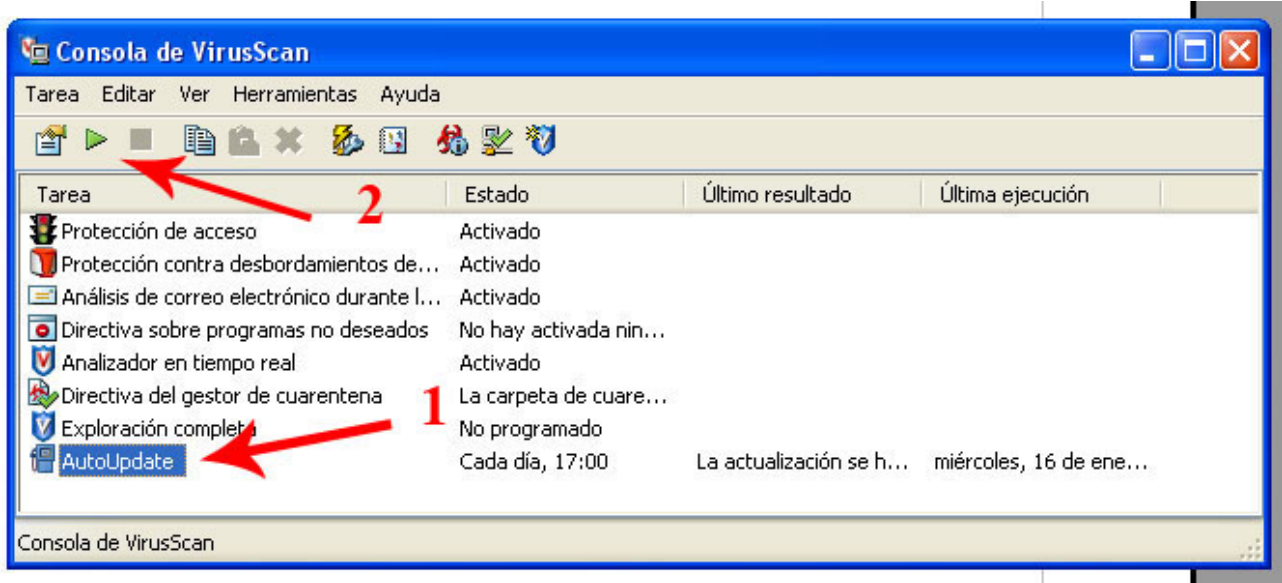 Consola de VirusScan
Tarea Editar Ver Herramientas Ayuda
2
Tarea Estado Último resultado Última ejecución
Protección de acceso Activado
Protección contra desbordamientos de... Activado
Análisis de correo electrónico durante l... Activado
Directiva sobre programas no deseados No hay activada nin...
Analizador en tiempo real Activado
Directiva del gestor de cuarentena La carpeta de cuare...
1
Exploración completa No programado
AutoUpdate Cada día, 17:00 La actualización se h... miércoles, 16 de ene...
Consola de VirusScan